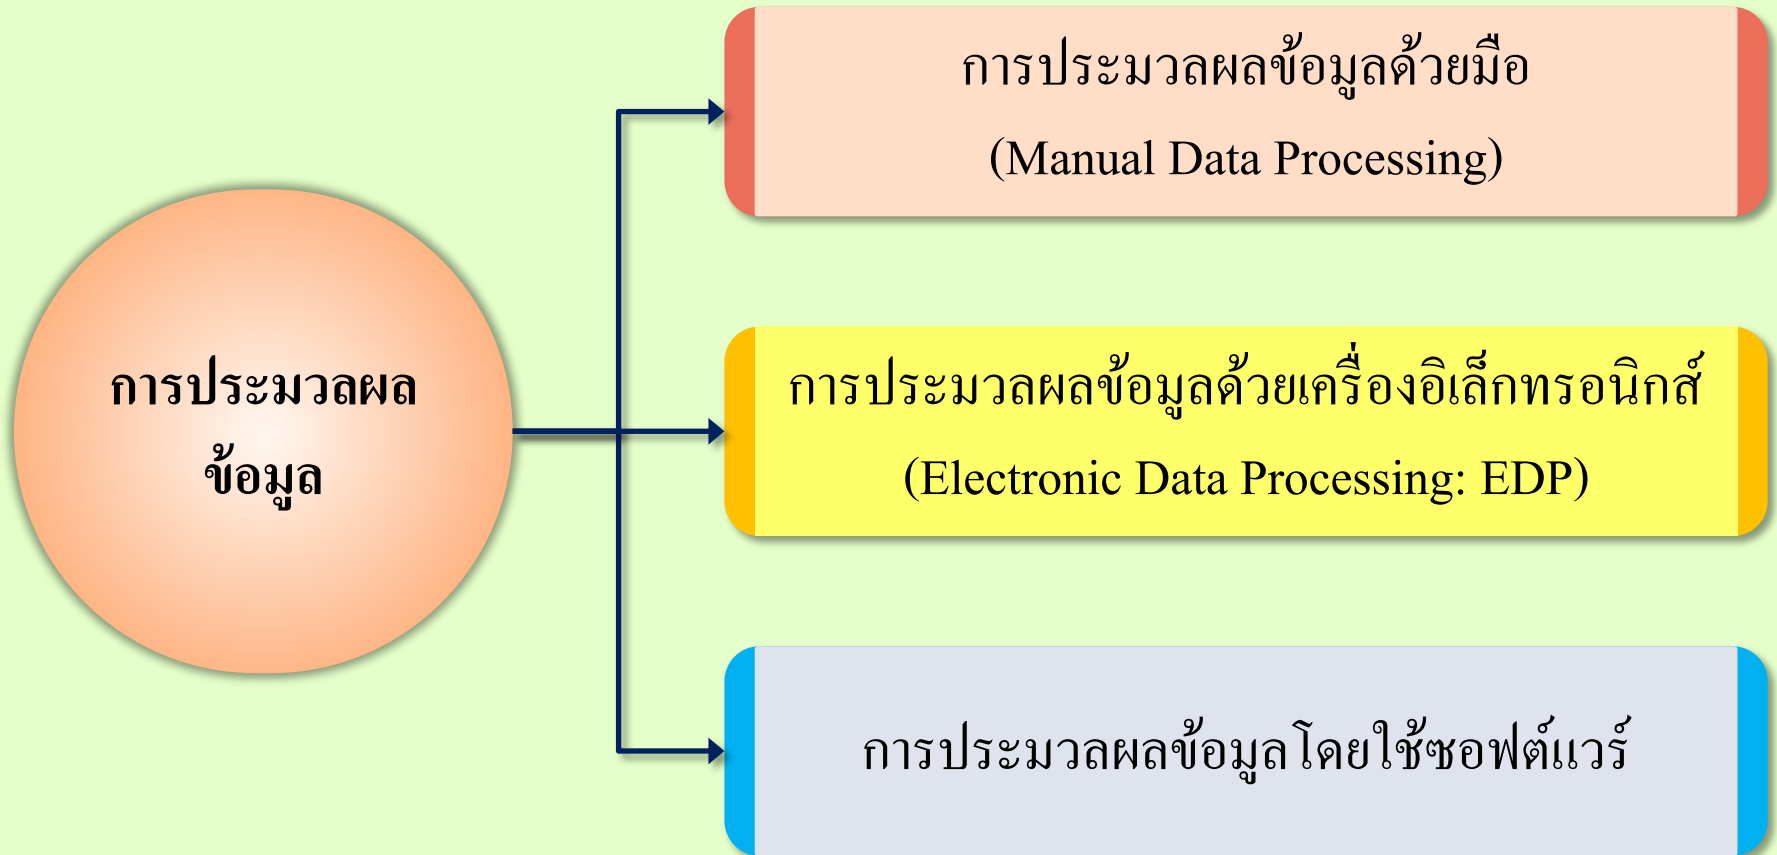 การประมวลผล
ข้อมูล
การประมวลผลข้อมูลด้วยมือ
(Manual Data Processing)
การประมวลผลข้อมูลด้วยเครื่องอิเล็กทรอนิกส์
(Electronic Data Processing: EDP)
การประมวลผลข้อมูลโดยใช้ซอฟต์แวร์